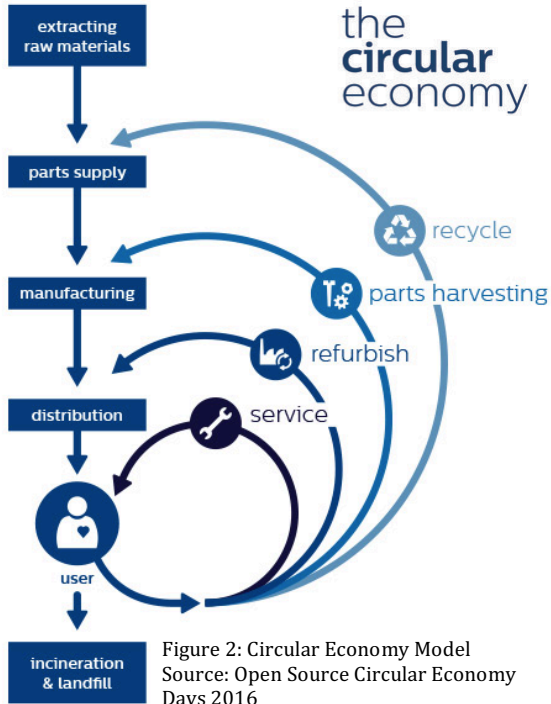 the
circular
economy
extracting
raw materials
parts supply
recycle
manufacturing
parts harvesting
refurbish
distribution
service
user
incineration
& landfill
Figure 2: Circular Economy Model
Source: Open Source Circular Economy
Days 2016